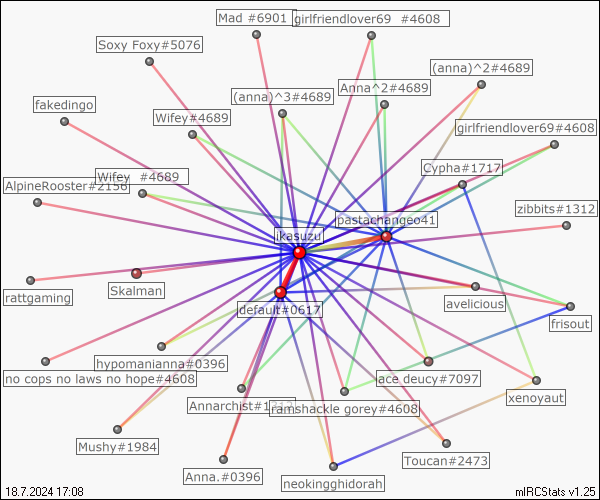 Mad #6901
girlfriendlover69 #4608
Soxy Foxy#5076
(anna)^2#4689
Anna^2#4689
(anna)^3#4689
fakedingo
Wifey#4689
girlfriendlover69#4608
Cypha#1717
Wifey #4689
AlpineRooster#2156
zibbits#1312
pastachangeo41
ikasuzu
Skalman
rattgaming
avelicious
default#0617
frisout
hypomanianna#0396
no cops no laws no hope#4608
ace deucy#7097
xenoyaut
ramshackle gorey#4608
Mushy#1984
Toucan#2473
Anna.#0396
neokingghidorah
18.7.2024 17:08
mIRCStats v1.25